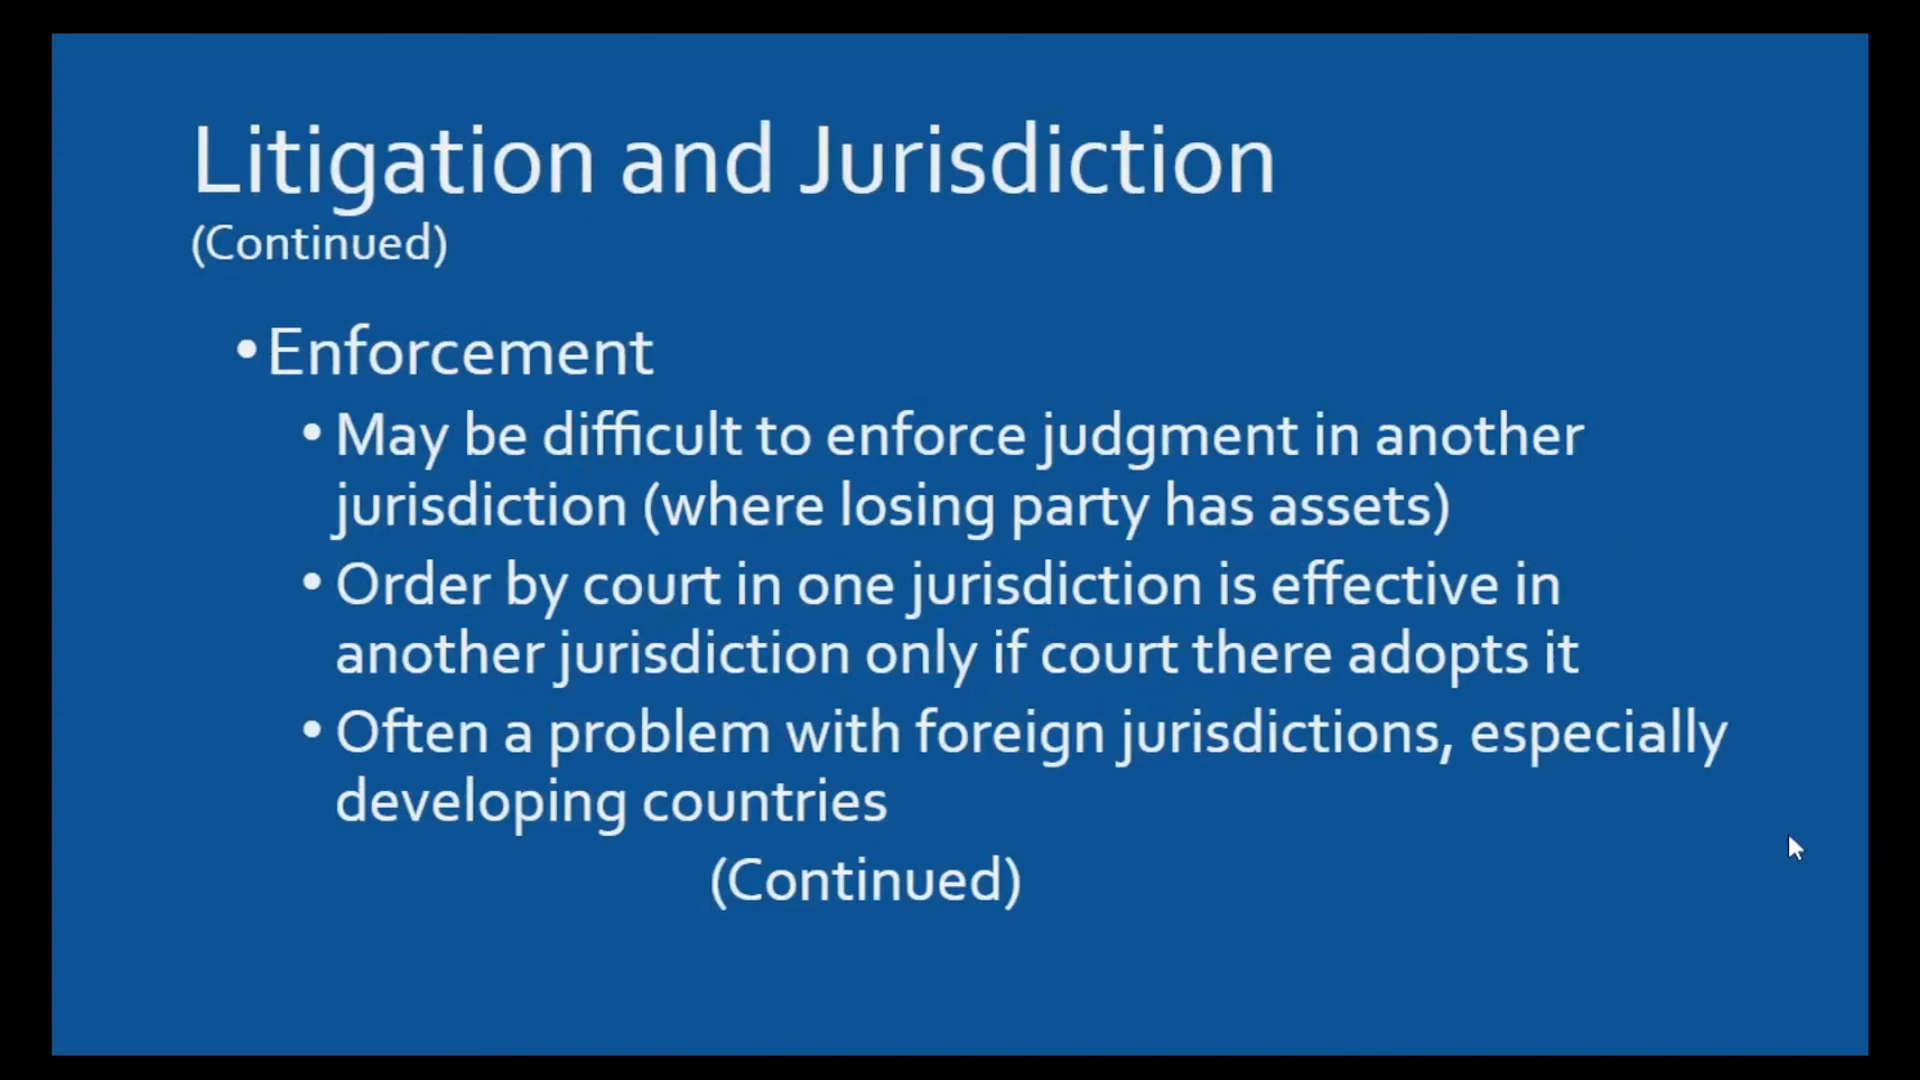 Litigation and Jurisdiction
(Continued)
•Enforcement
• May be difficult to enforce judgment in another
jurisdiction (where losing party has assets)
• Order by court in one jurisdiction is effective in
another jurisdiction only if court there adopts it
• Often a problem with foreign jurisdictions, especially
developing countries
(Continued)